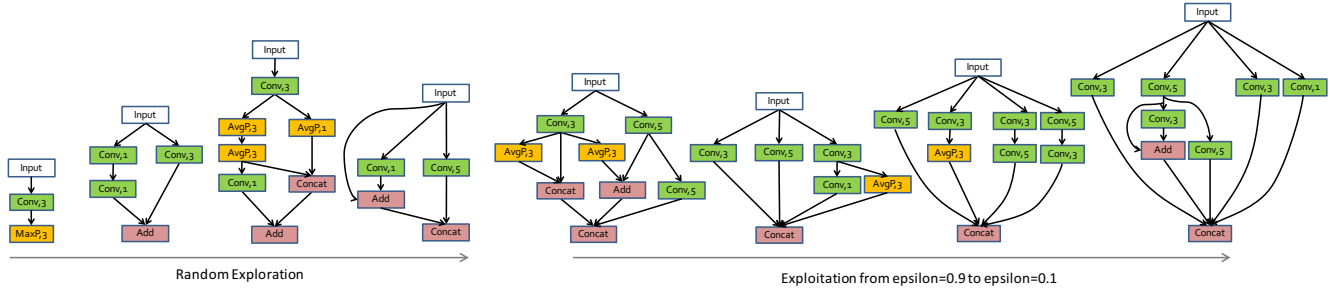 Input
Conv,3
MaxP,3
Input
Conv,1
Conv,3
Conv,1
Add
Input
Conv,3
AvgP,3
AvgP,1
AvgP,3
Conv,1
Concat
Add
Input
Conv,1
Conv,5
Add
Concat
Random Exploration
Input
Conv,3
Conv,5
AvgP,3
AvgP,3
Concat
Add
Conv,5
Concat
Input
Conv,3
Conv,5
Conv,3
Conv,1
AvgP,3
Concat
Input
Conv,5
Conv,3
Conv,3
Conv,5
AvgP,3
Conv,5
Conv,3
Concat
Input
Conv,3
Conv,5
Conv,3
Conv,1
Conv,3
Add
Conv,5
Concat
Exploitation from epsilon=0.9 to epsilon=0.1